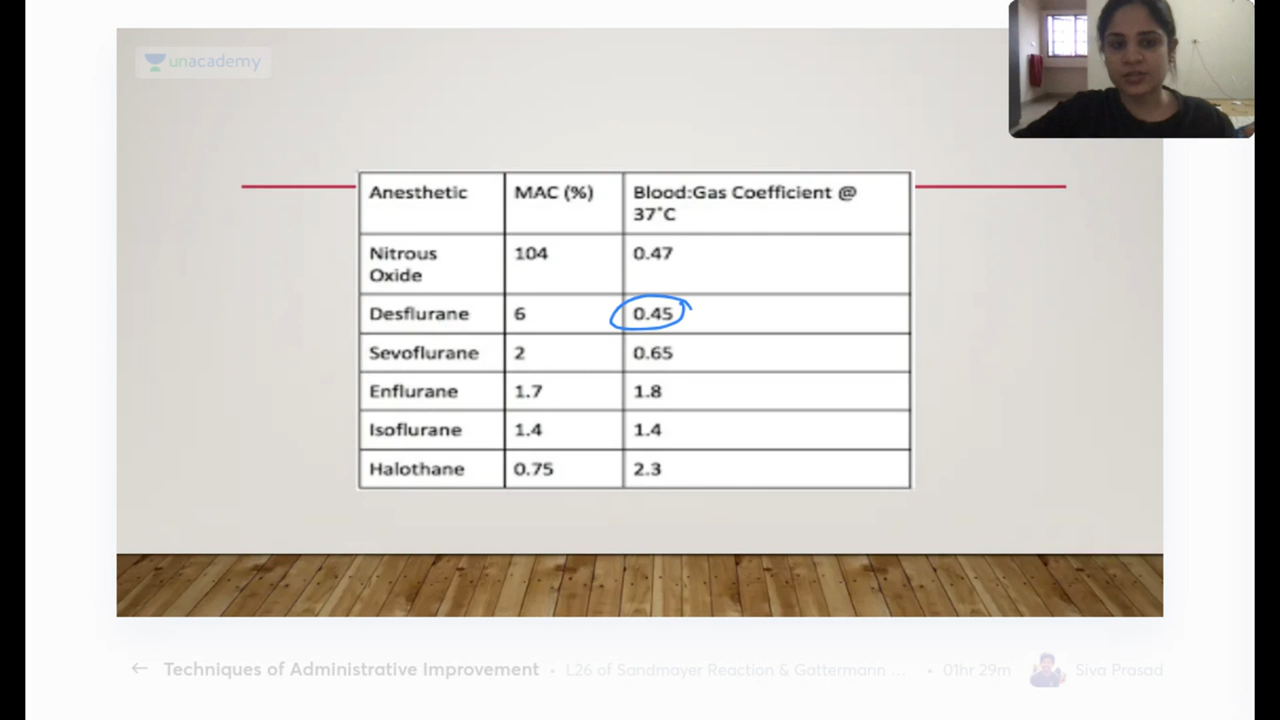 unacademy
Anesthetic MAC (%) Blood:Gas Coefficient @
37˚C
Nitrous 104 0.47
Oxide
Desflurane 6 0.45
Sevoflurane 2 0.65
Enflurane 1.7 1.8
Isoflurane 1.4 1.4
Halothane 0.75 2.3
← Techniques of Administrative Improvement • L26 of Sandmayer Reaction & Gattermann ... • 01hr 29m Siva Prasad